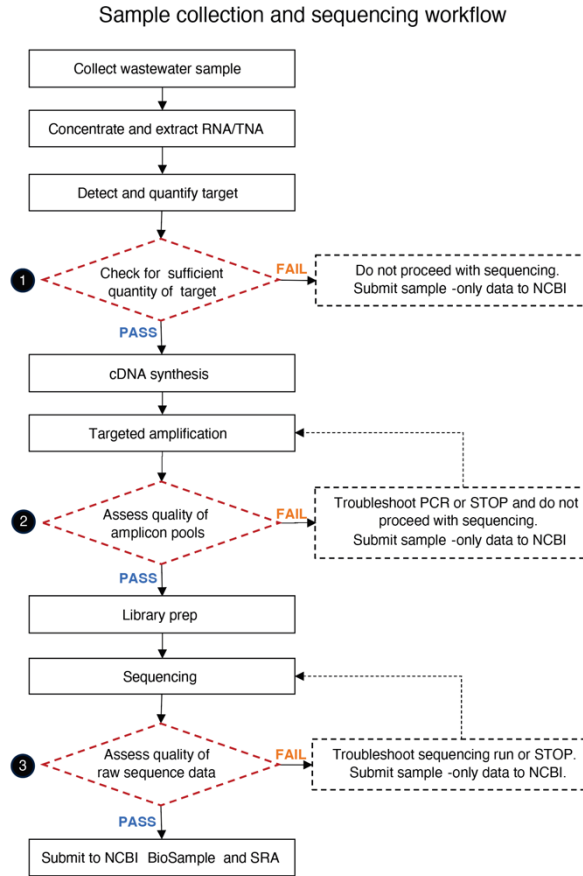 Sample collection and sequencing workflow
Collect wastewater sample
Concentrate and extract RNA/TNA
Detect and quantify target
1
Check for sufficient
quantity of target
FAIL
Do not proceed with sequencing.
Submit sample -only data to NCBI
PASS
cDNA synthesis
Targeted amplification
2
Assess quality of
amplicon pools
FAIL
Troubleshoot PCR or STOP and do not
proceed with sequencing.
Submit sample -only data to NCBI
PASS
Library prep
Sequencing
3
Assess quality of
raw sequence data
FAIL
Troubleshoot sequencing run or STOP.
Submit sample -only data to NCBI.
PASS
Submit to NCBI BioSample and SRA